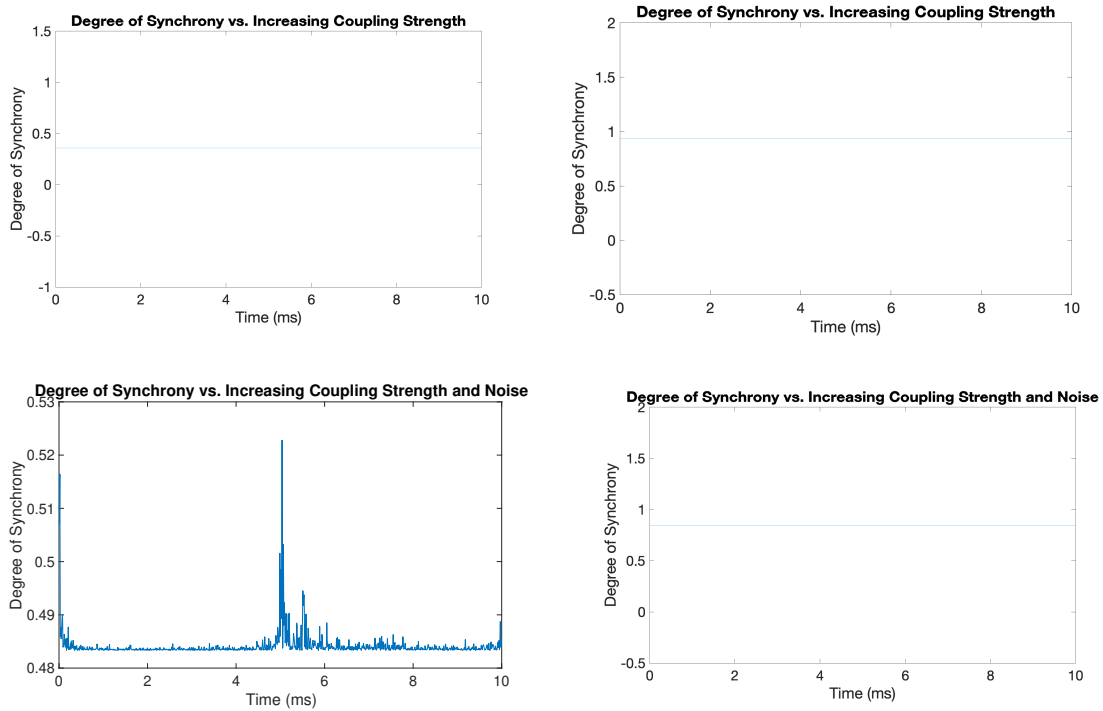 Degree of Synchrony vs. Increasing Coupling Strength
1.5
1
0.5
0
-0.5
-1
Degree of Synchrony
0 2 4 6 8 10
Time (ms)
Degree of Synchrony vs. Increasing Coupling Strength
2
1.5
1
0.5
0
-0.5
Degree of Synchrony
0 2 4 6 8 10
Time (ms)
Degree of Synchrony vs. Increasing Coupling Strength and Noise
0.53
0.52
0.51
0.5
0.49
0.48
Degree of Synchrony
0 2 4 6 8 10
Time (ms)
Degree of Synchrony vs. Increasing Coupling Strength and Noise
2
1.5
1
0.5
0
-0.5
Degree of Synchrony
0 2 4 6 8 10
Time (ms)